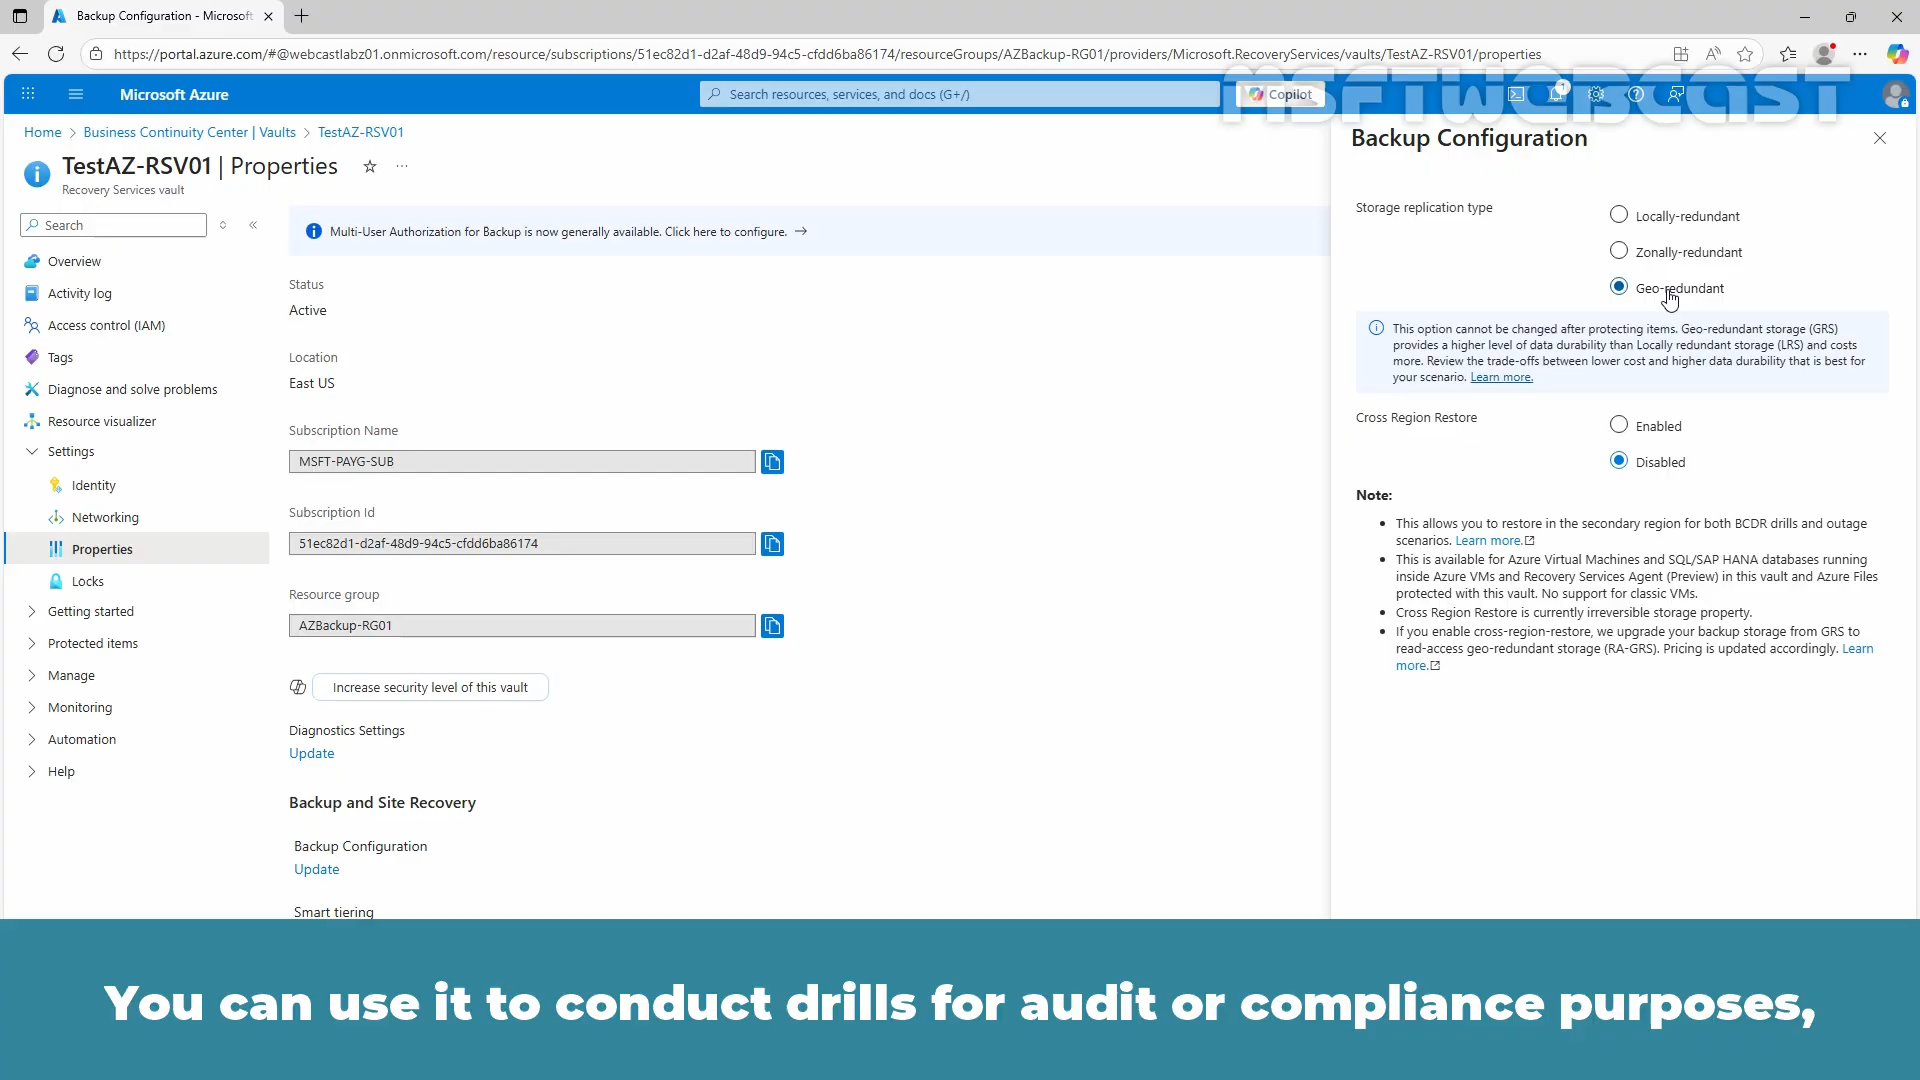 Backup Configuration - Microsoft
https://portal.azure.com/#@webcastlabz01.onmicrosoft.com/resource/subscriptions/51ec82d1-d2af-48d9-94c5-cfdd6ba86174/resourceGroups/AZBackup-RG01/providers/Microsoft.RecoveryServices/vaults/TestAZ-RSV01/properties
Microsoft Azure
Search resources, services, and docs (G+/)
Copilot
1
MSFTWEBCAST
Home > Business Continuity Center | Vaults > TestAZ-RSV01
TestAZ-RSV01 | Properties
Recovery Services vault
Search
Overview
Activity log
Access control (IAM)
Tags
Diagnose and solve problems
Resource visualizer
Settings
Identity
Networking
Properties
Locks
Getting started
Protected items
Manage
Monitoring
Automation
Help
Multi-User Authorization for Backup is now generally available. Click here to configure. →
Status
Active
Location
East US
Subscription Name
MSFT-PAYG-SUB
Subscription Id
51ec82d1-d2af-48d9-94c5-cfdd6ba86174
Resource group
AZBackup-RG01
Increase security level of this vault
Diagnostics Settings
Update
Backup and Site Recovery
Backup Configuration
Update
Smart tiering
Backup Configuration
Storage replication type
Locally-redundant
Zonally-redundant
Geo-redundant
This option cannot be changed after protecting items. Geo-redundant storage (GRS)
provides a higher level of data durability than Locally redundant storage (LRS) and costs
more. Review the trade-offs between lower cost and higher data durability that is best for
your scenario. Learn more.
Cross Region Restore
Enabled
Disabled
Note:
• This allows you to restore in the secondary region for both BCDR drills and outage
scenarios. Learn more.
• This is available for Azure Virtual Machines and SQL/SAP HANA databases running
inside Azure VMs and Recovery Services Agent (Preview) in this vault and Azure Files
protected with this vault. No support for classic VMs.
• Cross Region Restore is currently irreversible storage property.
• If you enable cross-region-restore, we upgrade your backup storage from GRS to
read-access geo-redundant storage (RA-GRS). Pricing is updated accordingly. Learn
more.
You can use it to conduct drills for audit or compliance purposes,